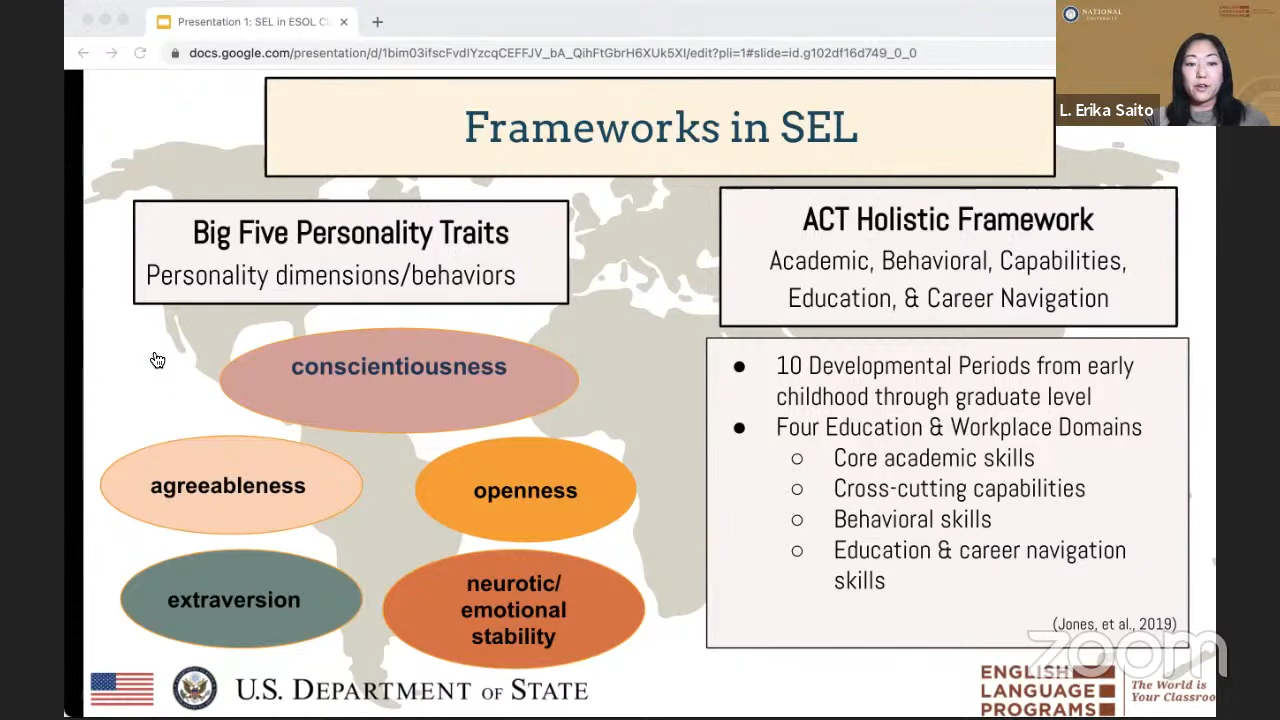 Presentation 1: SEL in ESOL Cl
docs.google.com/presentation/d/1bim03ifscFvdIYzcqCEFFJV_bA_QihFtGbrH6XUk5XI/edit?pli=1#slide=id.g102df16d749_0_0
NATIONAL
UNIVERSITY
L. Erika Saito
Frameworks in SEL
Big Five Personality Traits
Personality dimensions/behaviors
conscientiousness
agreeableness
openness
extraversion
neurotic/
emotional
stability
ACT Holistic Framework
Academic, Behavioral, Capabilities,
Education, & Career Navigation
● 10 Developmental Periods from early
childhood through graduate level
● Four Education & Workplace Domains
○ Core academic skills
○ Cross-cutting capabilities
○ Behavioral skills
○ Education & career navigation
skills
(Jones, et al., 2019)
zoom
U.S. DEPARTMENT OF STATE
ENGLISH
LANGUAGE
PROGRAMS
The World is
Your Classroo